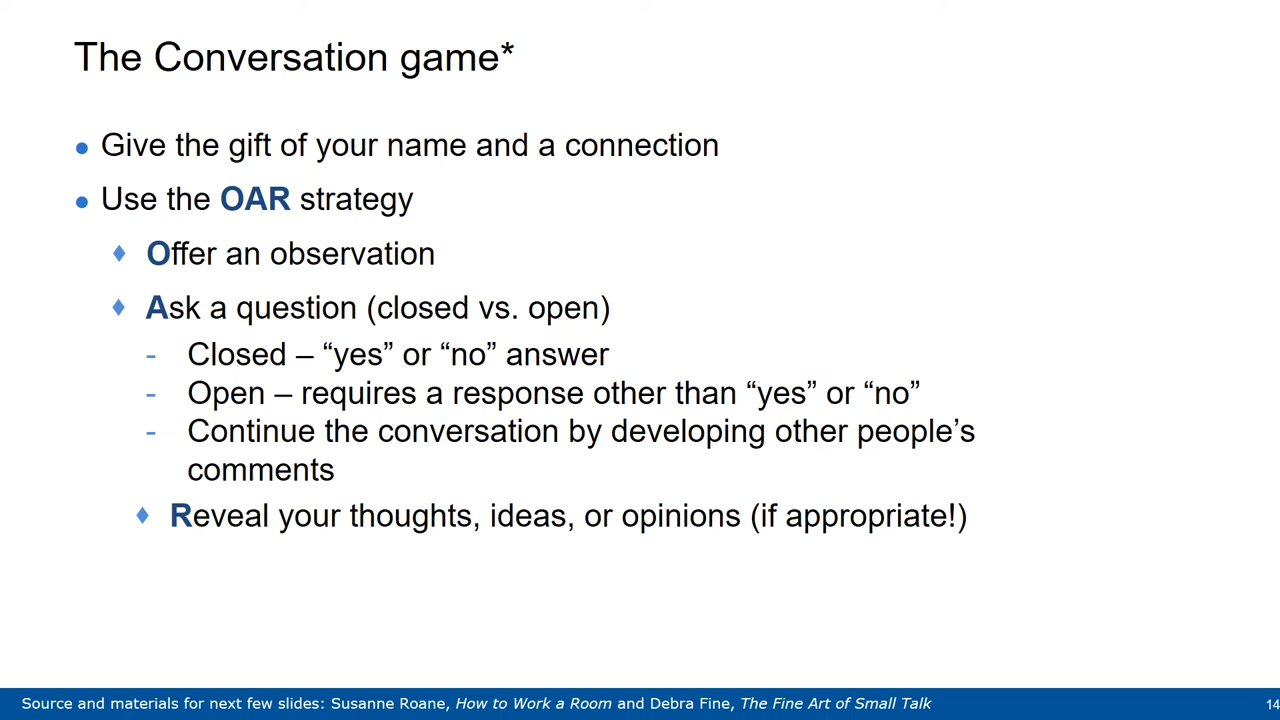 The Conversation game*
● Give the gift of your name and a connection
● Use the OAR strategy
♦ Offer an observation
♦ Ask a question (closed vs. open)
- Closed – “yes” or “no” answer
- Open – requires a response other than “yes” or “no”
- Continue the conversation by developing other people’s
comments
♦ Reveal your thoughts, ideas, or opinions (if appropriate!)
Source and materials for next few slides: Susanne Roane, How to Work a Room and Debra Fine, The Fine Art of Small Talk
14